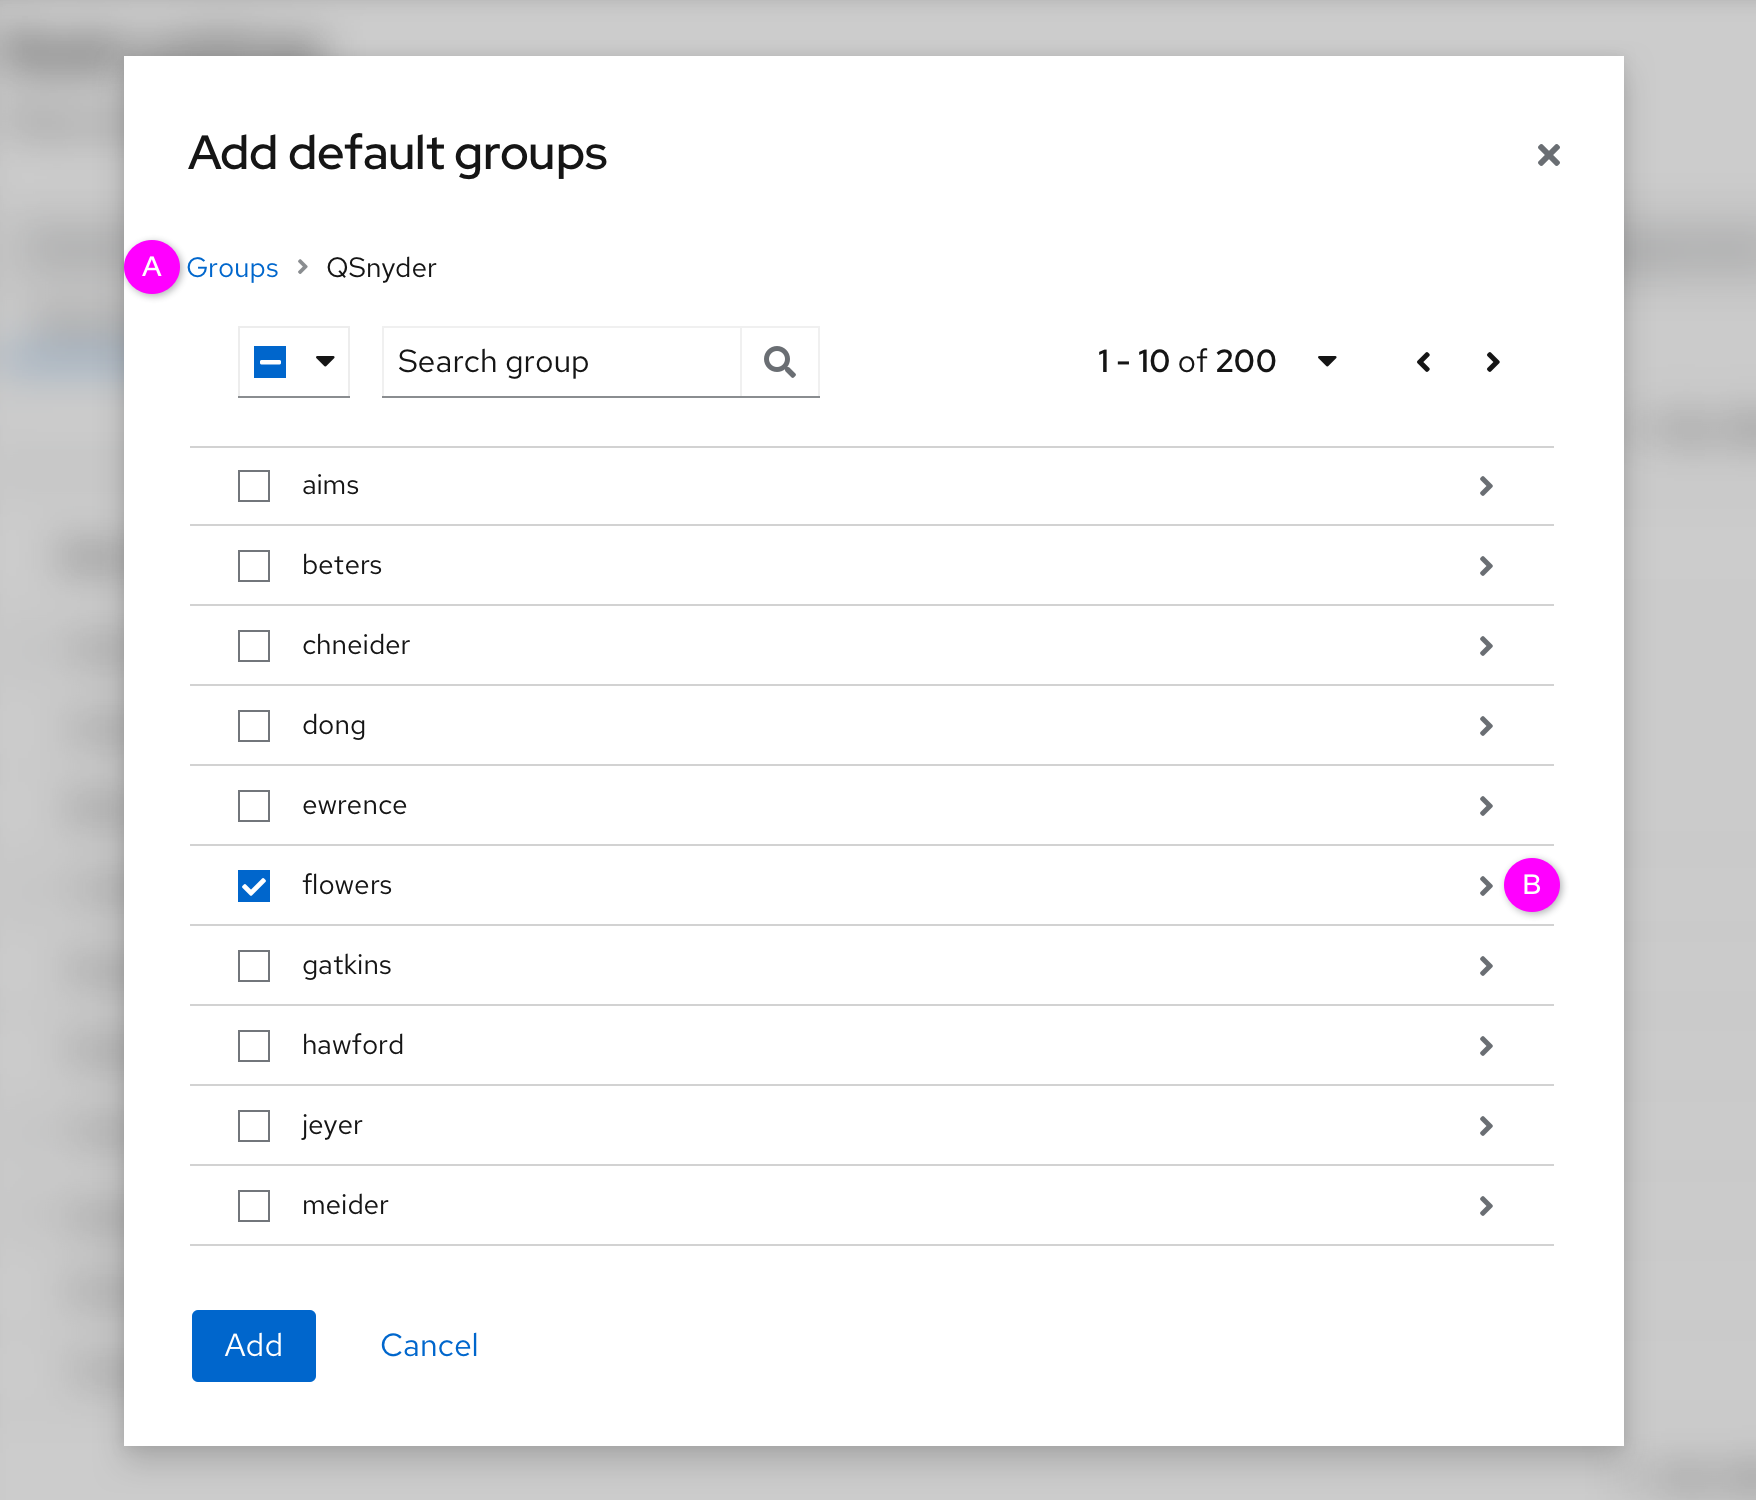 Add default groups
A Groups QSnyder
Search group 1 - 10 of 200
aims
beters
chneider
dong
ewrence
flowers B
gatkins
hawford
jeyer
meider
Add Cancel